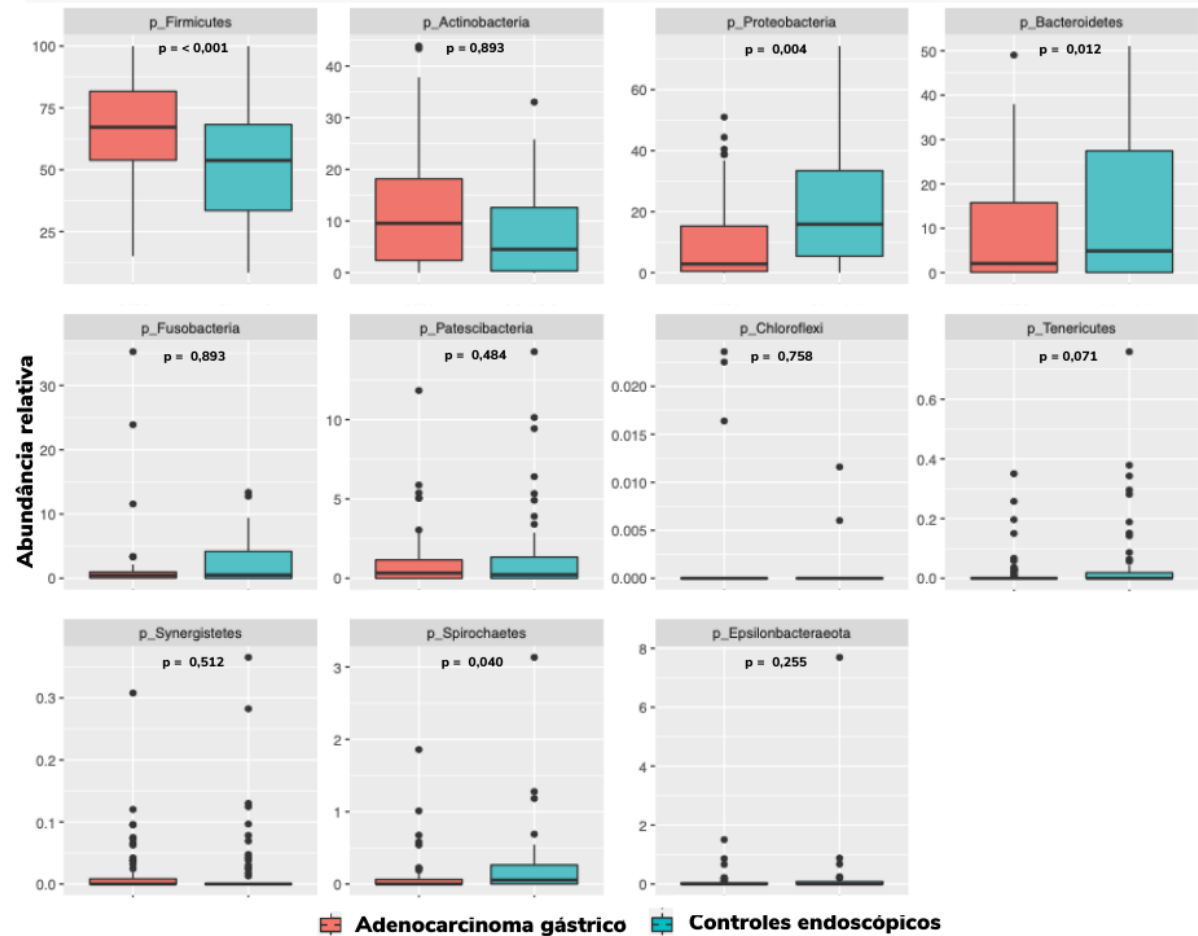 p_Firmicutes
p = < 0,001
100
75
50
25
p_Actinobacteria
p = 0,893
40
30
20
10
0
p_Proteobacteria
p = 0,004
60
40
20
0
p_Bacteroidetes
p = 0,012
50
40
30
20
10
0
Abundância relativa
p_Fusobacteria
p = 0,893
30
20
10
0
p_Patescibacteria
p = 0,484
10
5
0
p_Chloroflexi
p = 0,758
0.020
0.015
0.010
0.005
0.000
p_Tenericutes
p = 0,071
0.6
0.4
0.2
0.0
p_Synergistetes
p = 0,512
0.3
0.2
0.1
0.0
p_Spirochaetes
p = 0,040
3
2
1
0
p_Epsilonbacteraeota
p = 0,255
8
6
4
2
0
Adenocarcinoma gástrico Controles endoscópicos